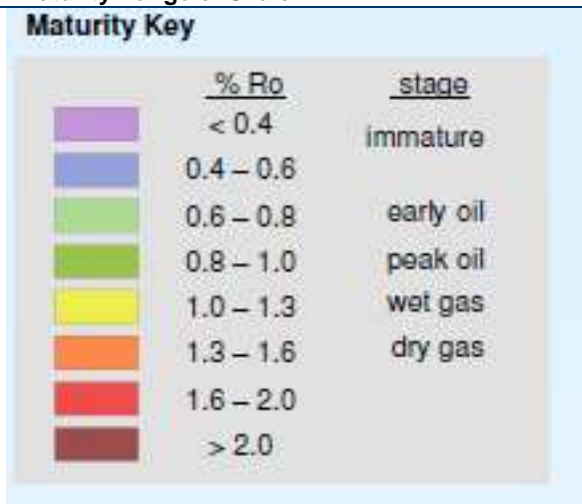 Maturity Key
% Ro stage
< 0.4
immature
0.4 – 0.6
0.6 – 0.8 early oil
0.8 – 1.0 peak oil
1.0 – 1.3 wet gas
1.3 – 1.6 dry gas
1.6 – 2.0
> 2.0